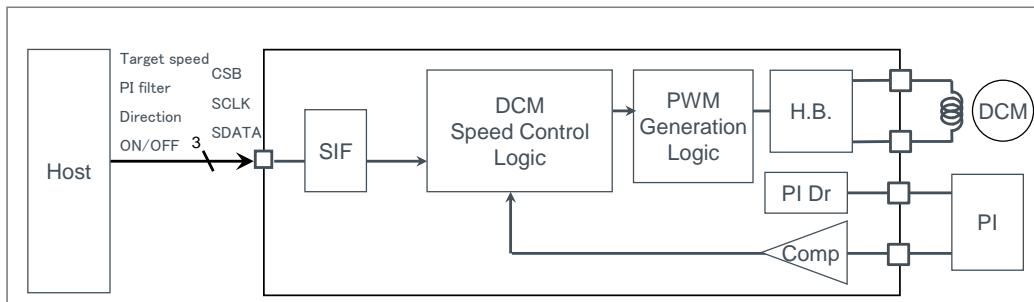 Host
Target speed
PI filter
Direction
ON/OFF
CSB
SCLK
SDATA
3
SIF
DCM
Speed Control
Logic
PWM
Generation
Logic
H.B.
DCM
PI Dr
PI
Comp